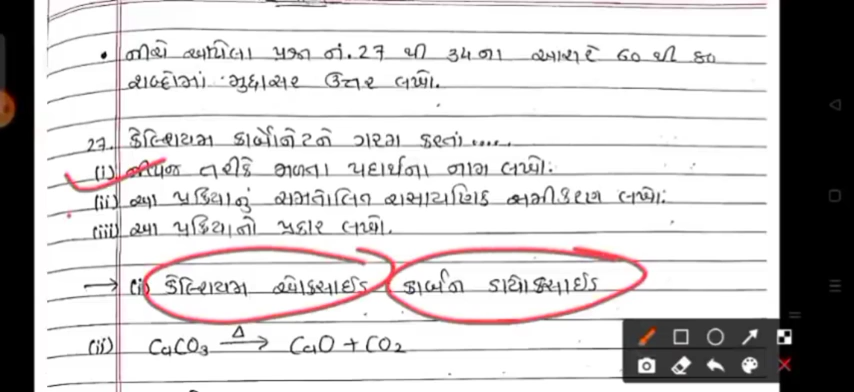 • નીચે આપેલા પ્રશ્ન નં. 27 થી 34 ના આશરે 60 થી 80
શબ્દોમાં મુદ્દાસર ઉત્તર લખો.
27. કેલ્શિયમ કાર્બોનેટને ગરમ કરતાં.....
(i) નીપજ તરીકે મળતા પદાર્થના નામ લખો.
(ii) આ પ્રક્રિયાનું સમતોલિત રાસાયણિક સમીકરણ લખો.
(iii) આ પ્રક્રિયાનો પ્રકાર લખો.
→ (i) કેલ્શિયમ ઓક્સાઈડ કાર્બન ડાયોક્સાઈડ
(ii) CaCO₃ —Δ→ CaO + CO₂